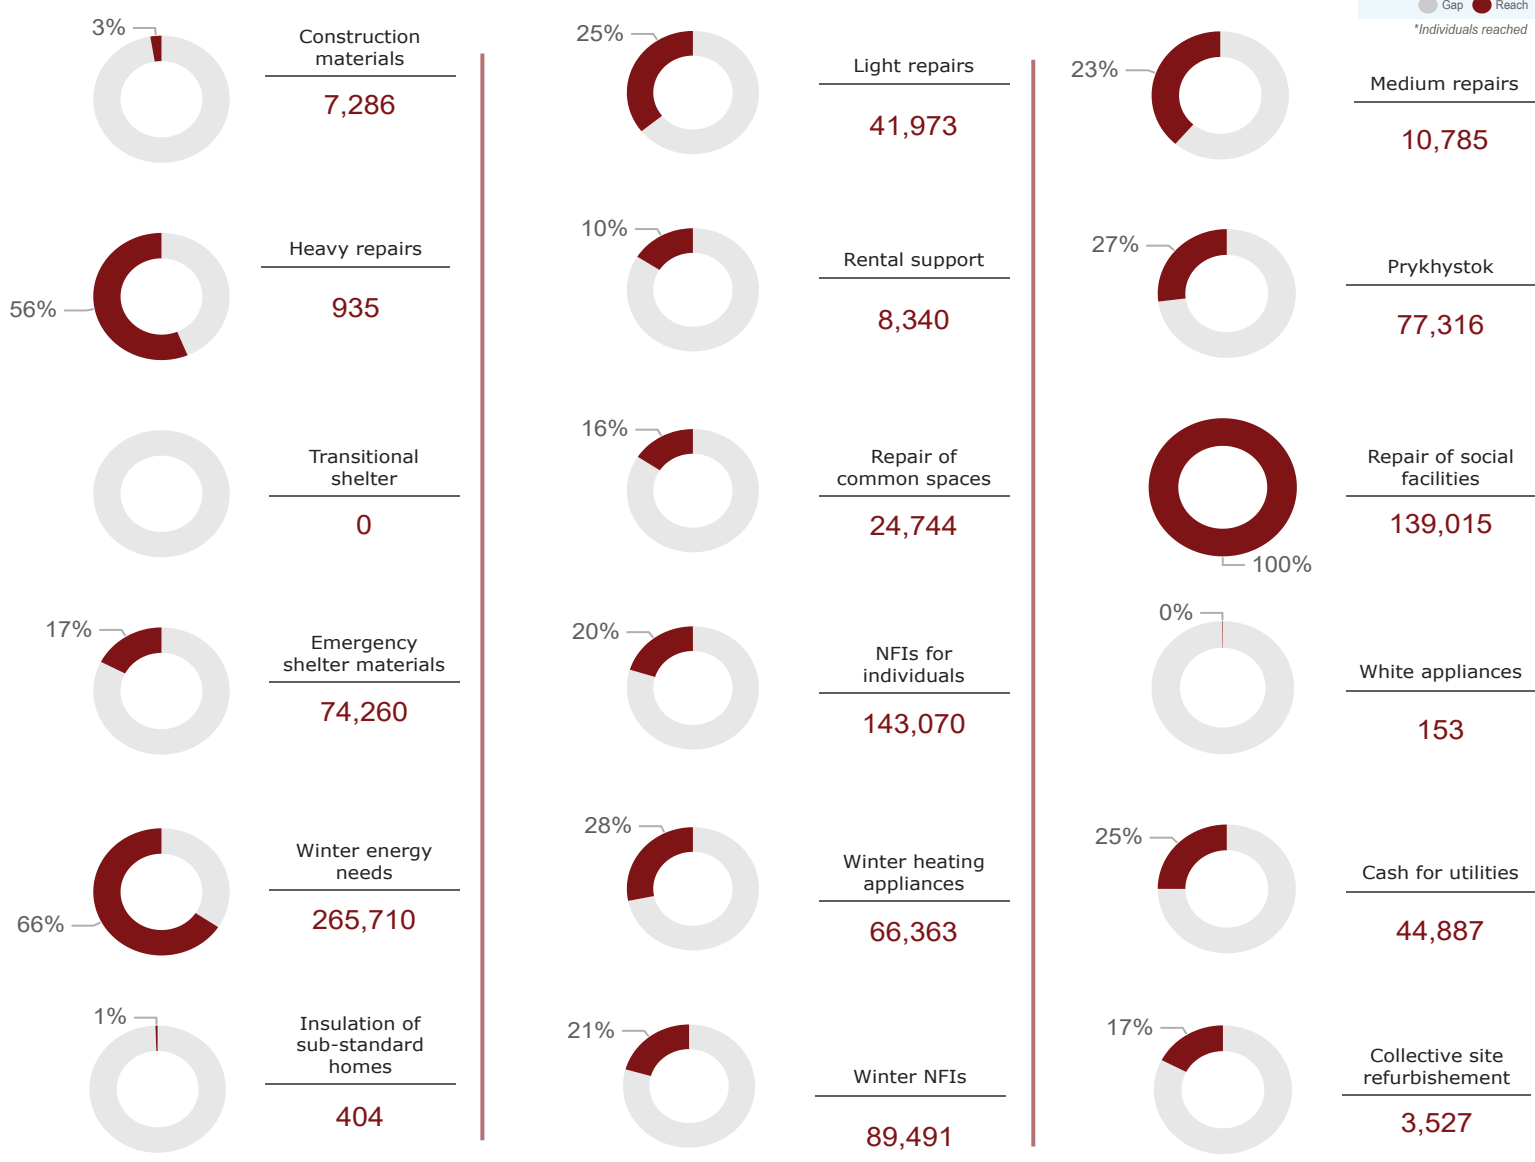 Gap Reach
*Individuals reached
3%
Construction
materials
7,286
25%
Light repairs
41,973
23%
Medium repairs
10,785
56%
Heavy repairs
935
10%
Rental support
8,340
27%
Prykhystok
77,316
Transitional
shelter
0
16%
Repair of
common spaces
24,744
Repair of social
facilities
139,015
100%
17%
Emergency
shelter materials
74,260
20%
NFIs for
individuals
143,070
0%
White appliances
153
66%
Winter energy
needs
265,710
28%
Winter heating
appliances
66,363
25%
Cash for utilities
44,887
1%
Insulation of
sub-standard
homes
404
21%
Winter NFIs
89,491
17%
Collective site
refurbishement
3,527